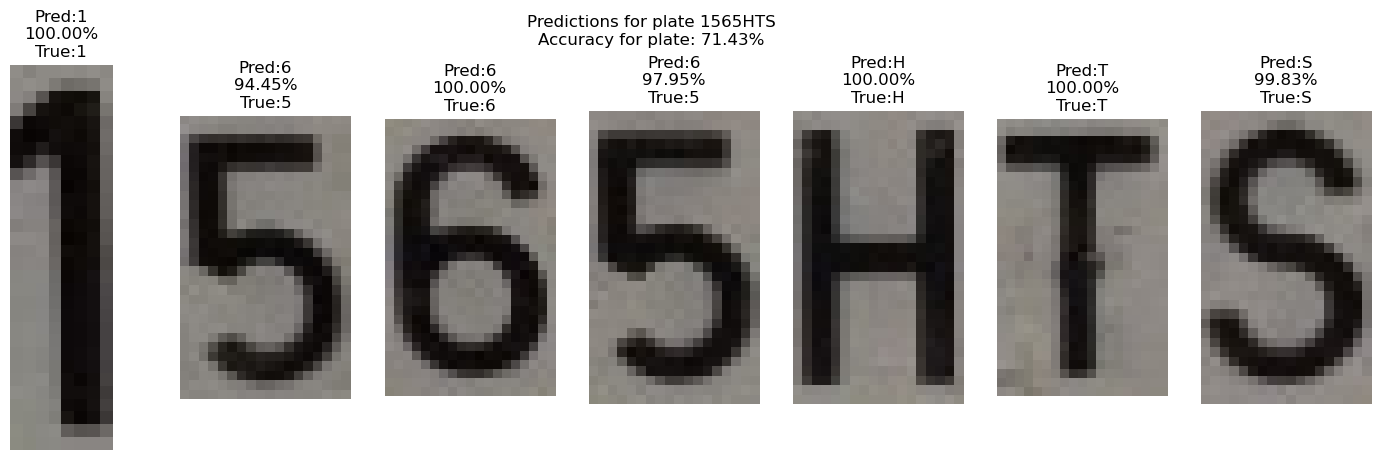 Predictions for plate 1565HTS
Accuracy for plate: 71.43%
Pred:1
100.00%
True:1
Pred:6
94.45%
True:5
Pred:6
100.00%
True:6
Pred:6
97.95%
True:5
Pred:H
100.00%
True:H
Pred:T
100.00%
True:T
Pred:S
99.83%
True:S
1 5 6 5 H T S